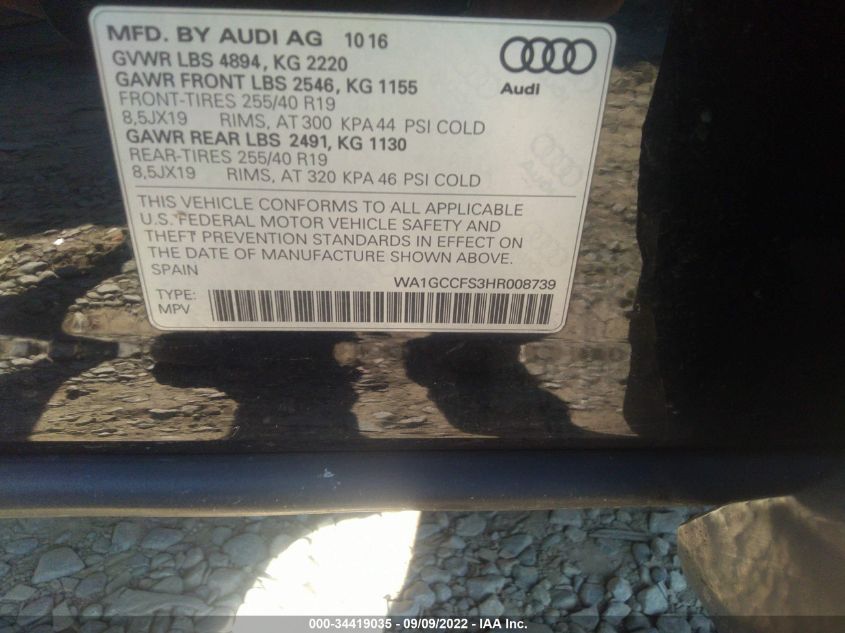 MFD. BY AUDI AG 10 16
GVWR LBS 4894, KG 2220
GAWR FRONT LBS 2546, KG 1155
FRONT-TIRES 255/40 R19
8,5JX19 RIMS, AT 300 KPA 44 PSI COLD
GAWR REAR LBS 2491, KG 1130
REAR-TIRES 255/40 R19
8,5JX19 RIMS, AT 320 KPA 46 PSI COLD
Audi
THIS VEHICLE CONFORMS TO ALL APPLICABLE
U.S. FEDERAL MOTOR VEHICLE SAFETY AND
THEFT PREVENTION STANDARDS IN EFFECT ON
THE DATE OF MANUFACTURE SHOWN ABOVE.
SPAIN
WA1GCCFS3HR008739
TYPE:
MPV
000-34419035 - 09/09/2022 - IAA Inc.